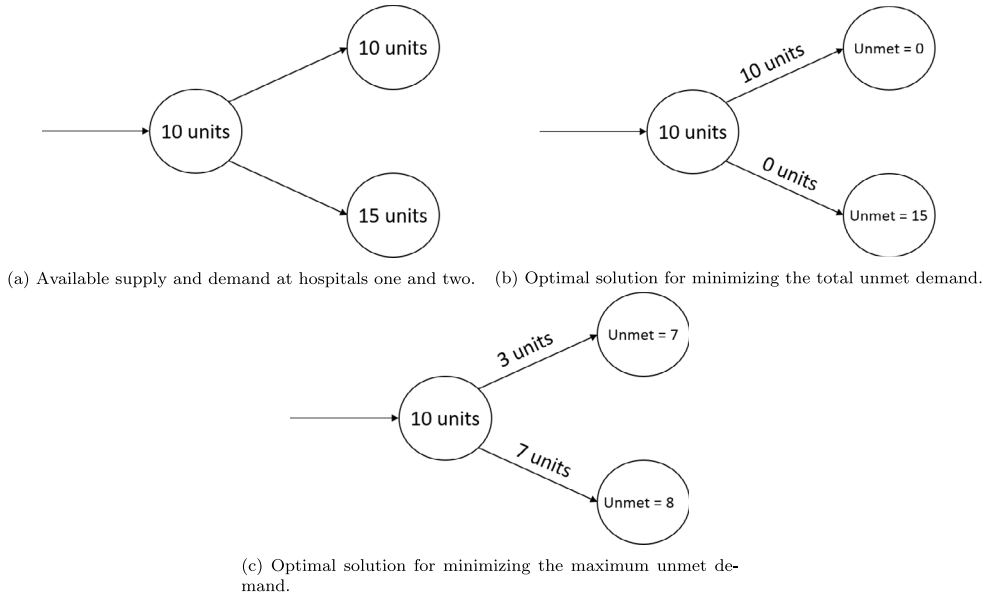 10 units
10 units
15 units
(a) Available supply and demand at hospitals one and two.
10 units
Unmet = 0
10 units
0 units
Unmet = 15
(b) Optimal solution for minimizing the total unmet demand.
3 units
Unmet = 7
10 units
7 units
Unmet = 8
(c) Optimal solution for minimizing the maximum unmet de-
mand.